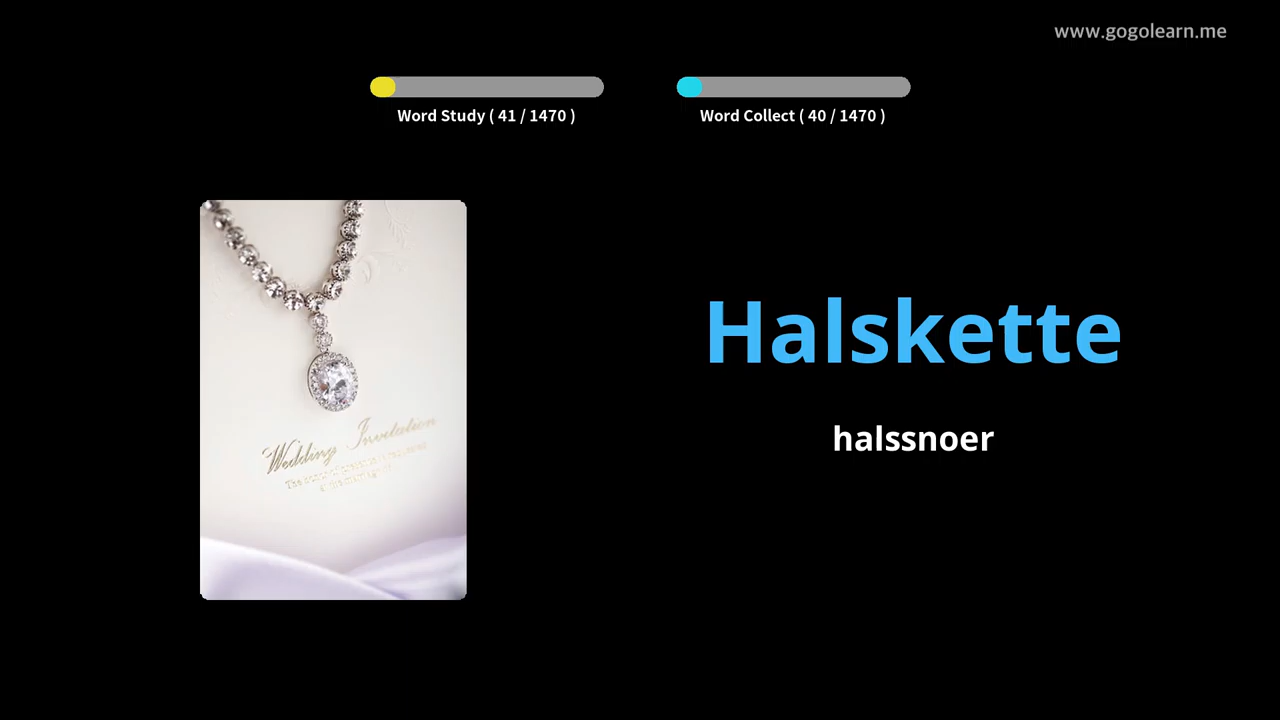 www.gogolearn.me
Word Study ( 41 / 1470 )
Word Collect ( 40 / 1470 )
Halskette
halssnoer
Wedding Invitation